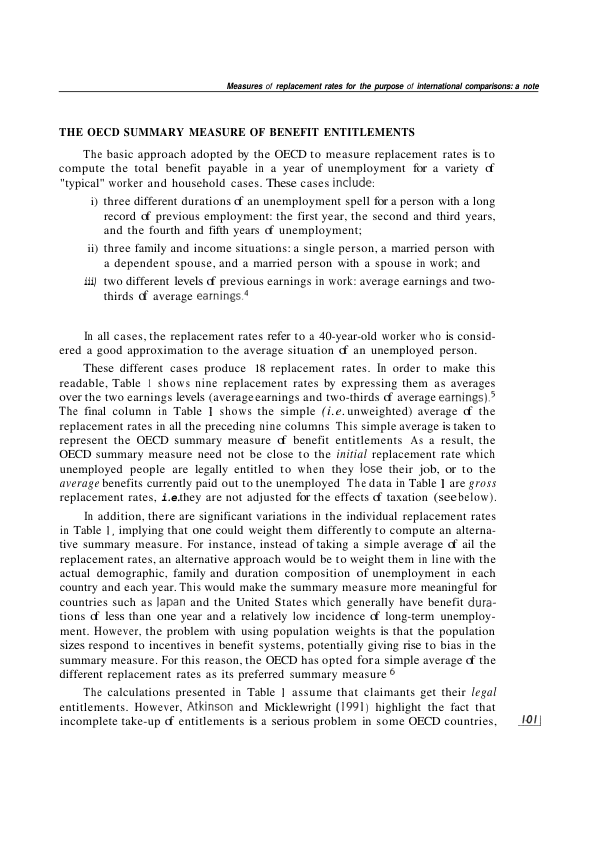 Measures of replacement rates for the purpose of international comparisons: a note
THE OECD SUMMARY MEASURE OF BENEFIT ENTITLEMENTS
The basic approach adopted by the OECD to measure replacement rates is to
compute the total benefit payable in a year of unemployment for a variety of
"typical" worker and household cases. These cases include:
i) three different durations of an unemployment spell for a person with a long
record of previous employment: the first year, the second and third years,
and the fourth and fifth years of unemployment;
ii) three family and income situations: a single person, a married person with
a dependent spouse, and a married person with a spouse in work; and
iii) two different levels of previous earnings in work: average earnings and two-
thirds of average earnings.4
In all cases, the replacement rates refer to a 40-year-old worker who is consid-
ered a good approximation to the average situation of an unemployed person.
These different cases produce 18 replacement rates. In order to make this
readable, Table 1 shows nine replacement rates by expressing them as averages
over the two earnings levels (average earnings and two-thirds of average earnings).5
The final column in Table 1 shows the simple (i.e. unweighted) average of the
replacement rates in all the preceding nine columns This simple average is taken to
represent the OECD summary measure of benefit entitlements As a result, the
OECD summary measure need not be close to the initial replacement rate which
unemployed people are legally entitled to when they lose their job, or to the
average benefits currently paid out to the unemployed The data in Table 1 are gross
replacement rates, i.e. they are not adjusted for the effects of taxation (see below).
In addition, there are significant variations in the individual replacement rates
in Table 1, implying that one could weight them differently to compute an alterna-
tive summary measure. For instance, instead of taking a simple average of ail the
replacement rates, an alternative approach would be to weight them in line with the
actual demographic, family and duration composition of unemployment in each
country and each year. This would make the summary measure more meaningful for
countries such as Japan and the United States which generally have benefit dura-
tions of less than one year and a relatively low incidence of long-term unemploy-
ment. However, the problem with using population weights is that the population
sizes respond to incentives in benefit systems, potentially giving rise to bias in the
summary measure. For this reason, the OECD has opted for a simple average of the
different replacement rates as its preferred summary measure 6
The calculations presented in Table 1 assume that claimants get their legal
entitlements. However, Atkinson and Micklewright (1991) highlight the fact that
incomplete take-up of entitlements is a serious problem in some OECD countries,
101